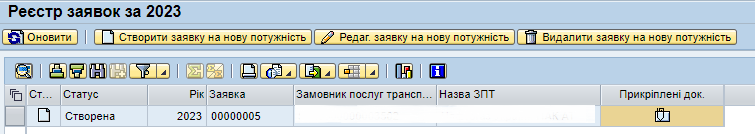 Реєстр заявок за 2023
Оновити Створити заявку на нову потужність Редаг. заявку на нову потужність Видалити заявку на нову потужність
Ст... Статус Рік Заявка Замовник послуг трансп... Назва ЗПТ Прикріплені док.
Створена 2023 00000005